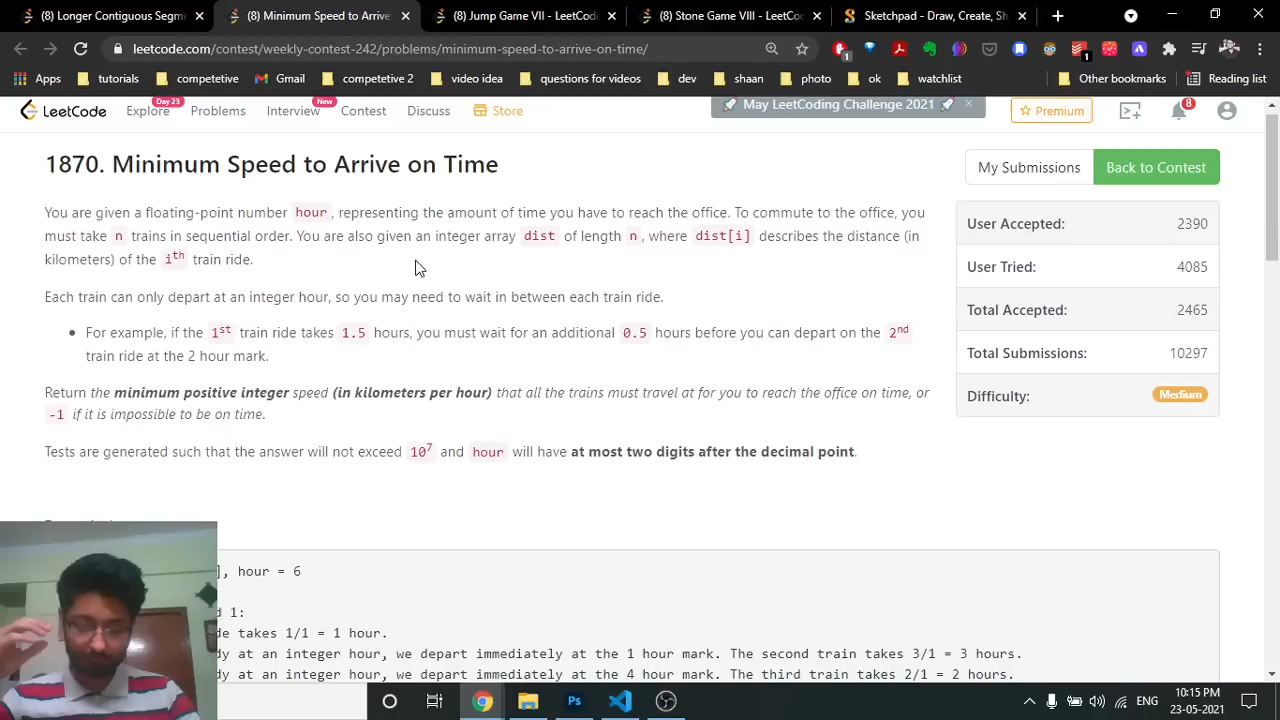 (8) Longer Contiguous Segm
(8) Minimum Speed to Arrive
(8) Jump Game VII - LeetCode
(8) Stone Game VIII - LeetCode
Sketchpad - Draw, Create, Sh
leetcode.com/contest/weekly-contest-242/problems/minimum-speed-to-arrive-on-time/
Apps tutorials competetive Gmail competetive 2 video idea questions for videos dev shaan photo ok watchlist Other bookmarks Reading list
LeetCode Explore Day 23 Problems Interview New Contest Discuss Store May LeetCoding Challenge 2021 Premium 8
1870. Minimum Speed to Arrive on Time
My Submissions Back to Contest
You are given a floating-point number hour, representing the amount of time you have to reach the office. To commute to the office, you
must take n trains in sequential order. You are also given an integer array dist of length n, where dist[i] describes the distance (in
kilometers) of the ith train ride.
Each train can only depart at an integer hour, so you may need to wait in between each train ride.
For example, if the 1st train ride takes 1.5 hours, you must wait for an additional 0.5 hours before you can depart on the 2nd
train ride at the 2 hour mark.
Return the minimum positive integer speed (in kilometers per hour) that all the trains must travel at for you to reach the office on time, or
-1 if it is impossible to be on time.
Tests are generated such that the answer will not exceed 10^7 and hour will have at most two digits after the decimal point.
User Accepted: 2390
User Tried: 4085
Total Accepted: 2465
Total Submissions: 10297
Difficulty: Medium
], hour = 6
d 1:
de takes 1/1 = 1 hour.
dy at an integer hour, we depart immediately at the 1 hour mark. The second train takes 3/1 = 3 hours.
dy at an integer hour, we depart immediately at the 4 hour mark. The third train takes 2/1 = 2 hours.
ENG
10:15 PM
23-05-2021